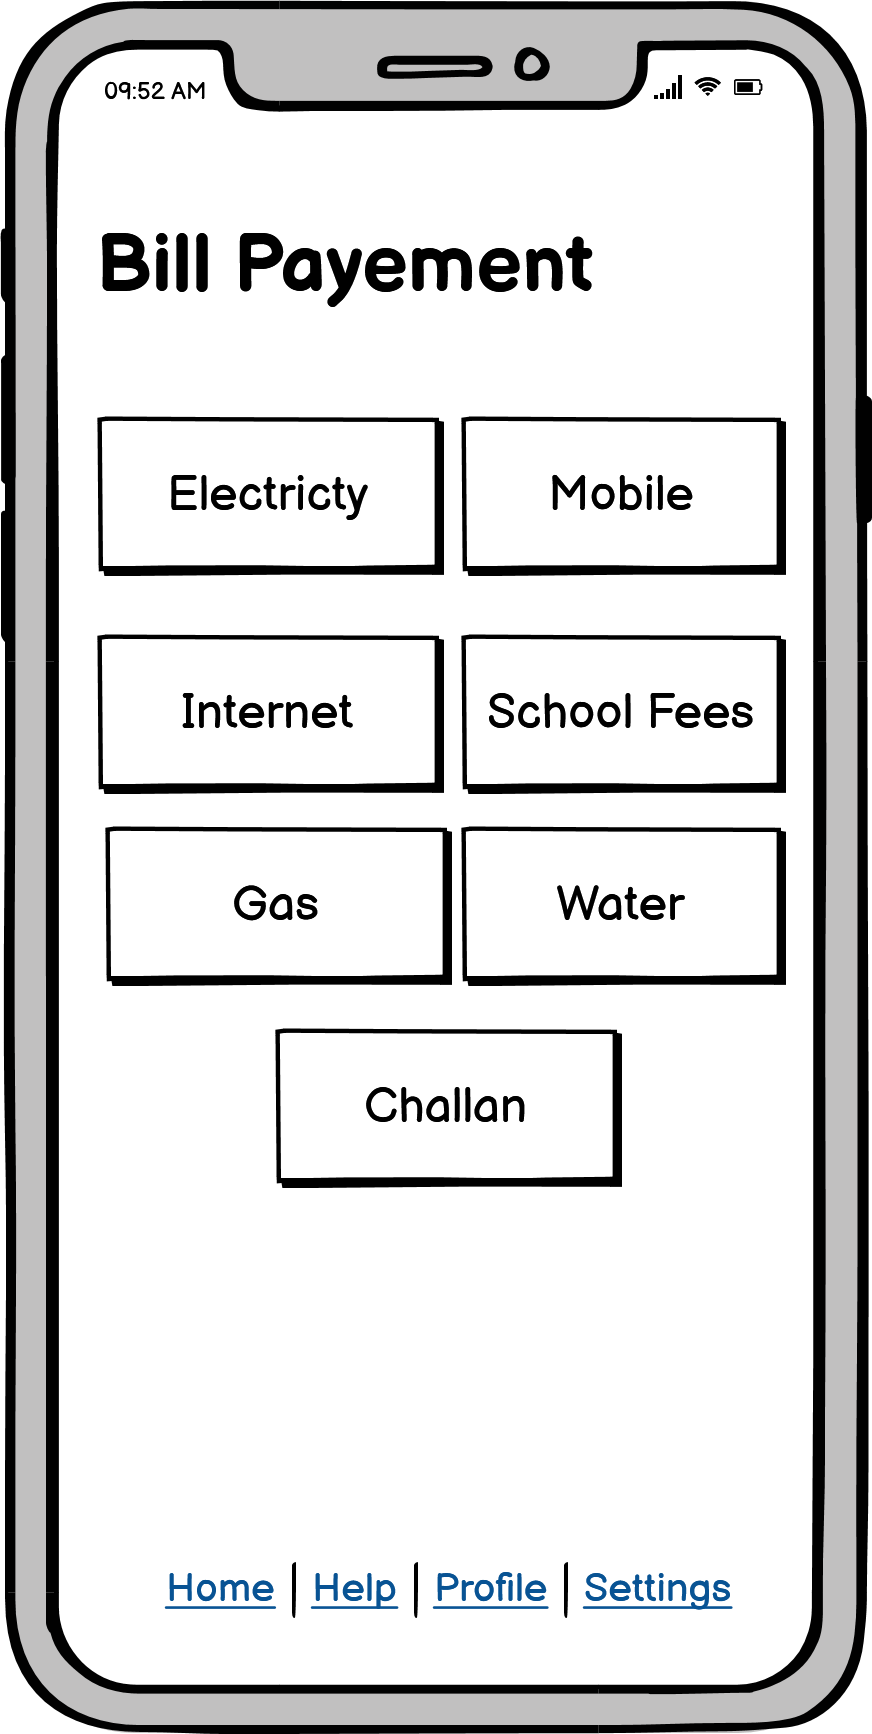 09:52 AM
Bill Payement
Electricty
Mobile
Internet
School Fees
Gas
Water
Challan
Home | Help | Profile | Settings